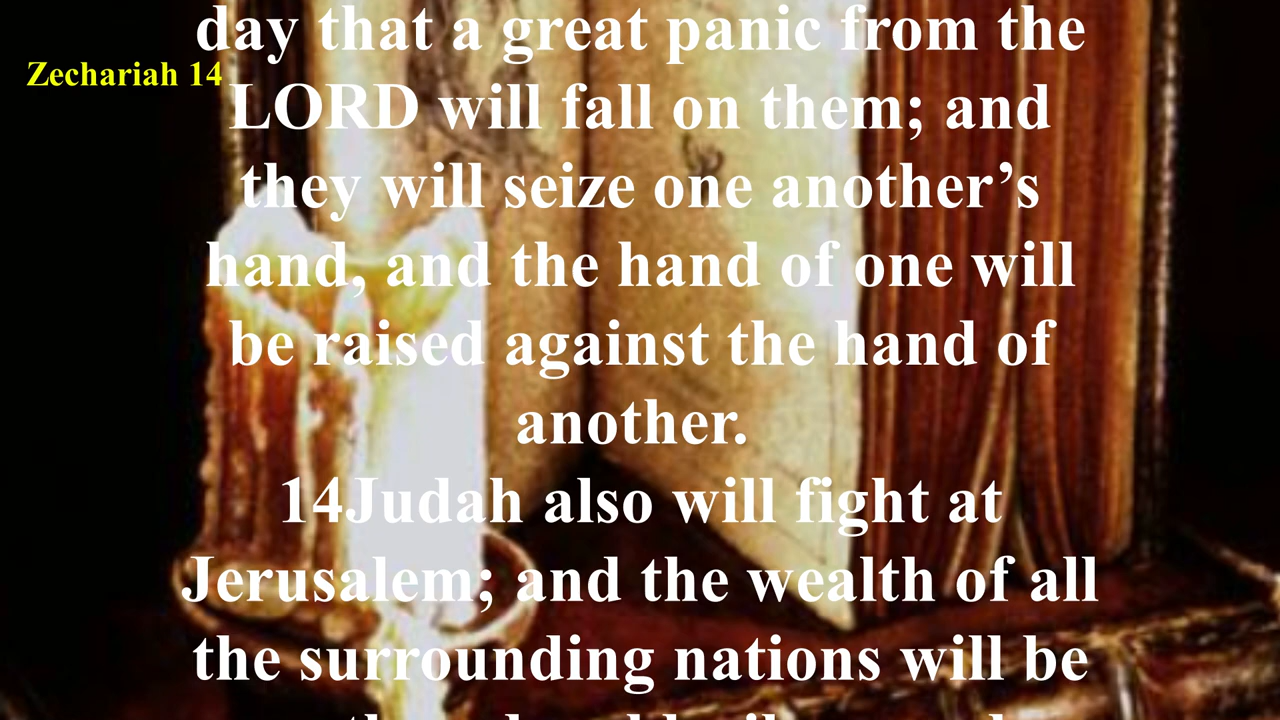 day that a great panic from the
Zechariah 14
LORD will fall on them; and
they will seize one another’s
hand, and the hand of one will
be raised against the hand of
another.
14Judah also will fight at
Jerusalem; and the wealth of all
the surrounding nations will be